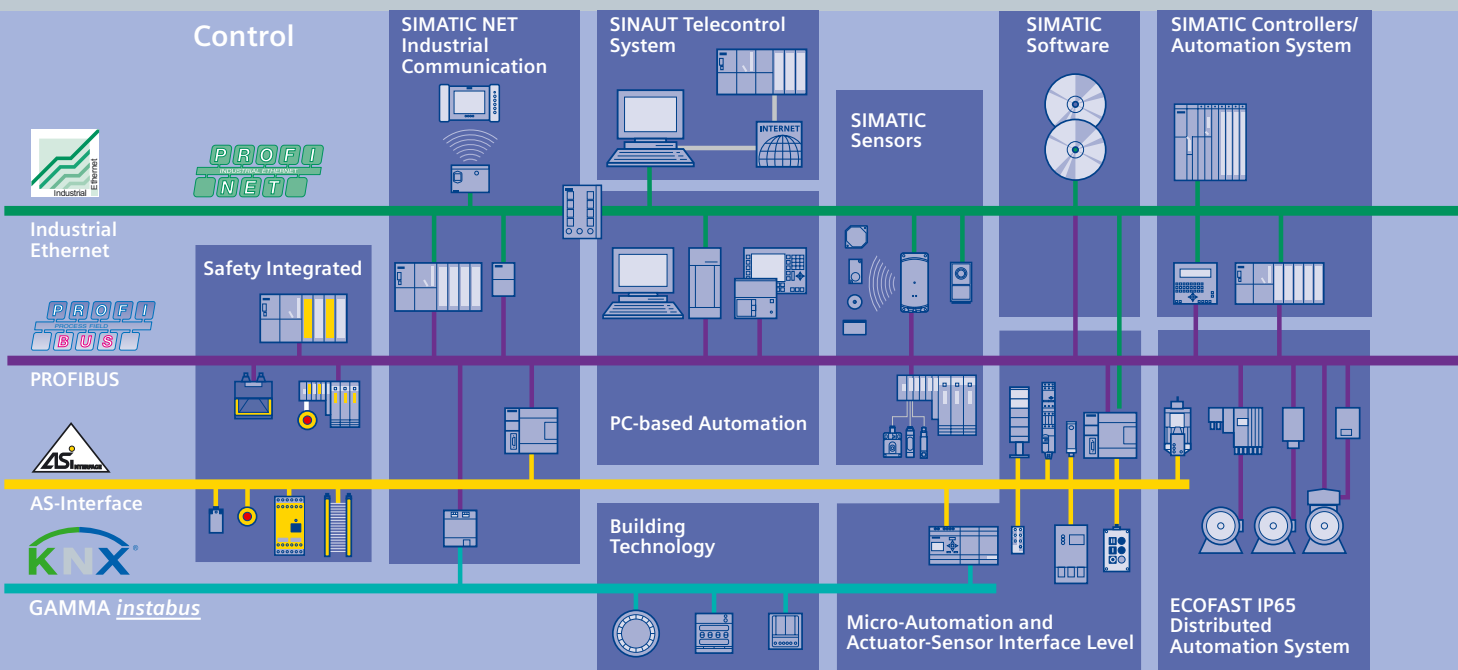 Control
SIMATIC NET
Industrial
Communication
SINAUT Telecontrol
System
INTERNET
SIMATIC
Sensors
SIMATIC
Software
SIMATIC Controllers/
Automation System
Industrial
Ethernet
PROFI
INDUSTRIAL ETHERNET
NET
Industrial
Ethernet
Safety Integrated
PROFI
PROCESS FIELD
BUS
PROFIBUS
PC-based Automation
ASi INTERFACE
AS-Interface
KNX®
GAMMA instabus
Building
Technology
Micro-Automation and
Actuator-Sensor Interface Level
ECOFAST IP65
Distributed
Automation System